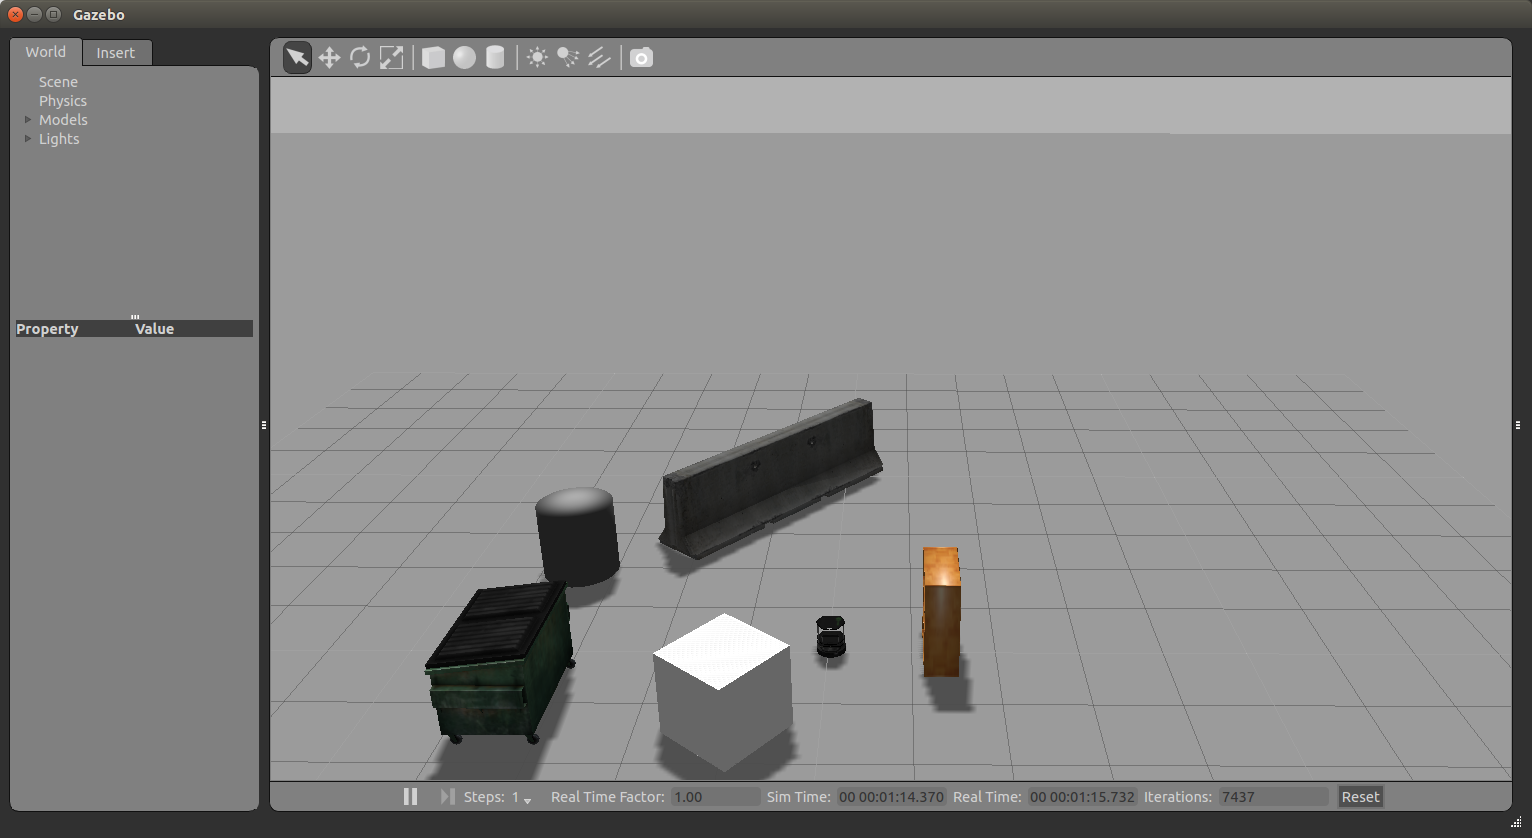 Gazebo
World Insert
Scene
Physics
Models
Lights
Property Value
Steps: 1 Real Time Factor: 1.00 Sim Time: 00 00:01:14.370 Real Time: 00 00:01:15.732 Iterations: 7437 Reset